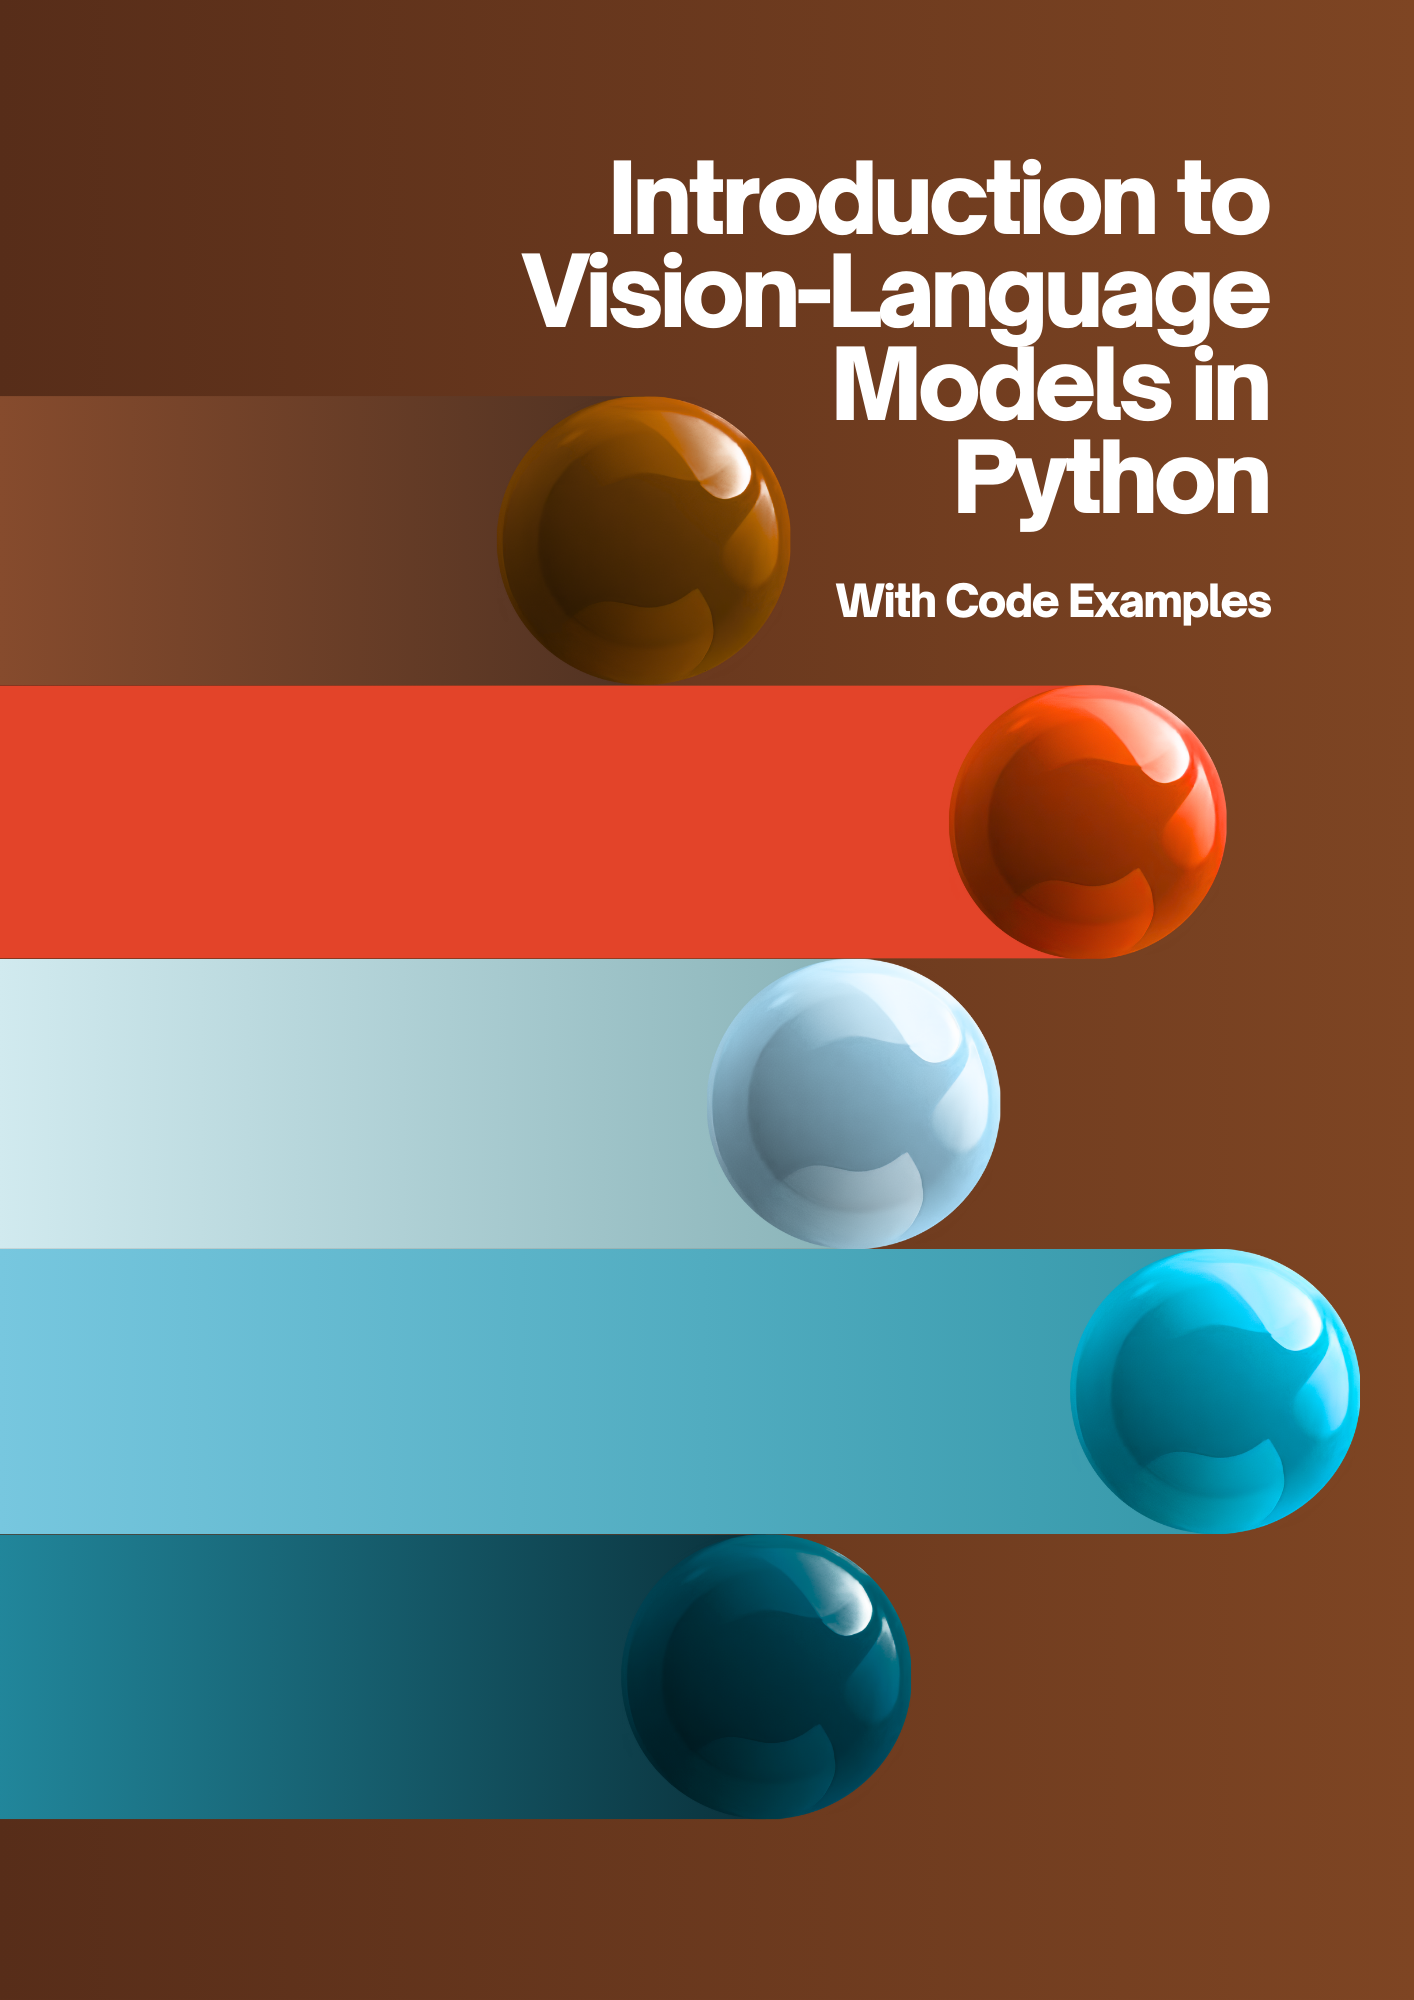 Introduction to
Vision-Language
Models in
Python
With Code Examples